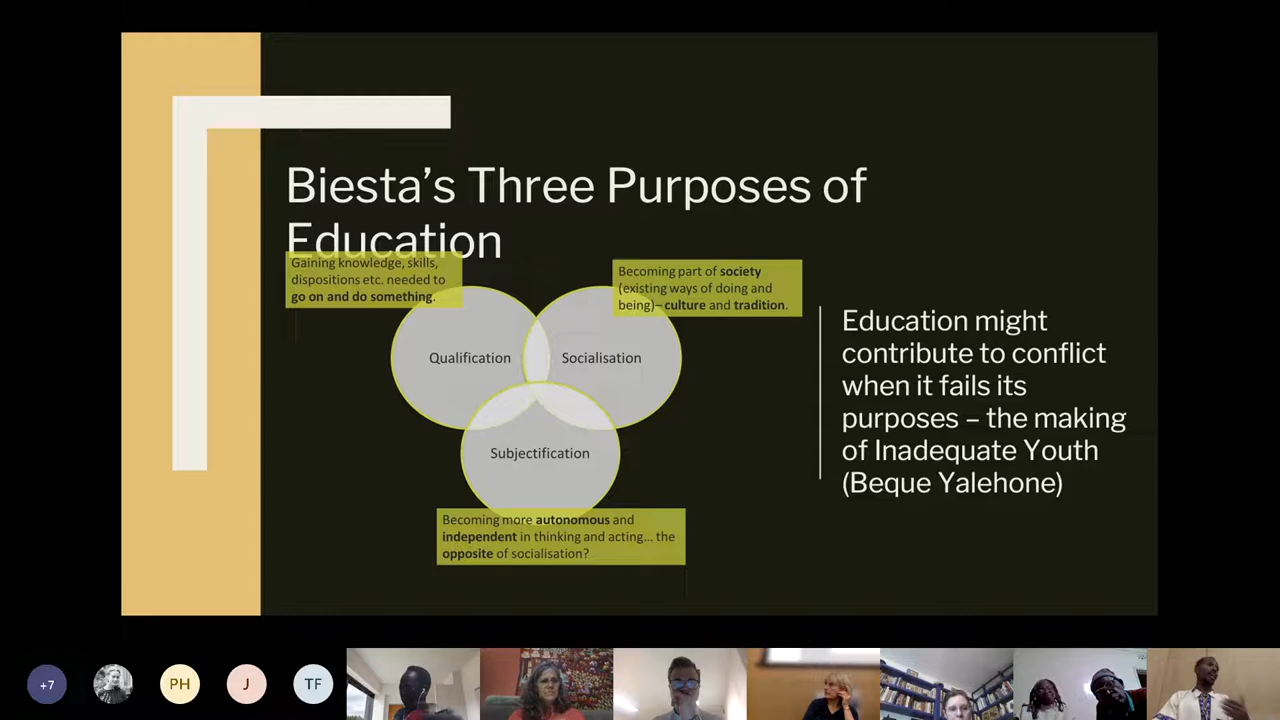 Biesta’s Three Purposes of
Education
Gaining knowledge, skills,
dispositions etc. needed to
go on and do something.
Becoming part of society
(existing ways of doing and
being)– culture and tradition.
Qualification
Socialisation
Subjectification
Becoming more autonomous and
independent in thinking and acting... the
opposite of socialisation?
Education might
contribute to conflict
when it fails its
purposes – the making
of Inadequate Youth
(Beque Yalehone)
+7
PH
J
TF